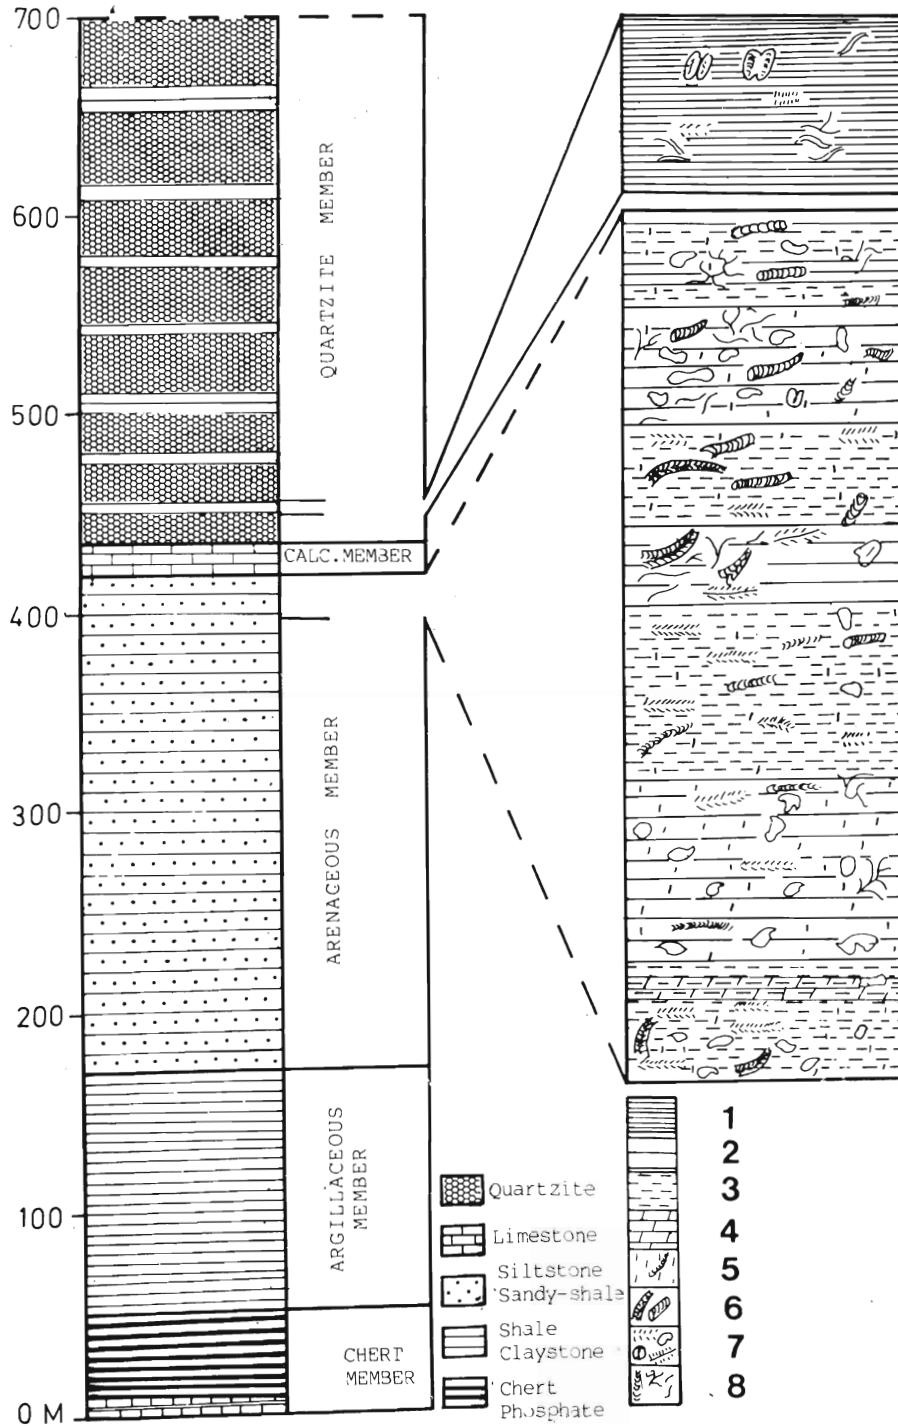 700
600
500
400
300
200
100
0 M
QUARTZITE MEMBER
CALC.MEMBER
ARENACEOUS MEMBER
ARGILLACEOUS
MEMBER
CHERT
MEMBER
Quartzite
Limestone
Siltstone
Sandy-shale
Shale
Claystone
Chert
Phosphate
1
2
3
4
5
6
7
8